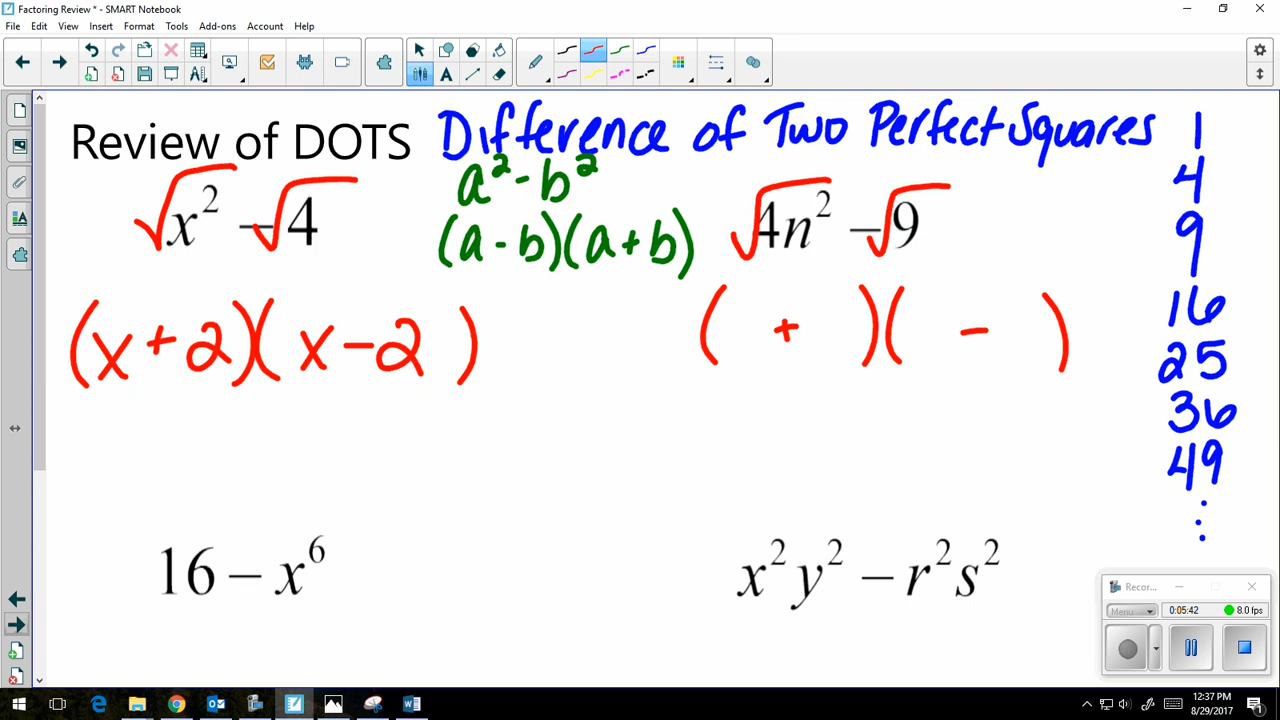 Factoring Review * - SMART Notebook
File Edit View Insert Format Tools Add-ons Account Help
Review of DOTS Difference of Two Perfect Squares
a² - b²
(a - b)(a + b)
√x² - √4
√4n² - √9
(x + 2)(x - 2)
( + )( - )
16 - x⁶
x²y² - r²s²
1
4
9
16
25
36
49
⋮
Recor...
Menu
0:05:42 8.0 fps
12:37 PM
8/29/2017